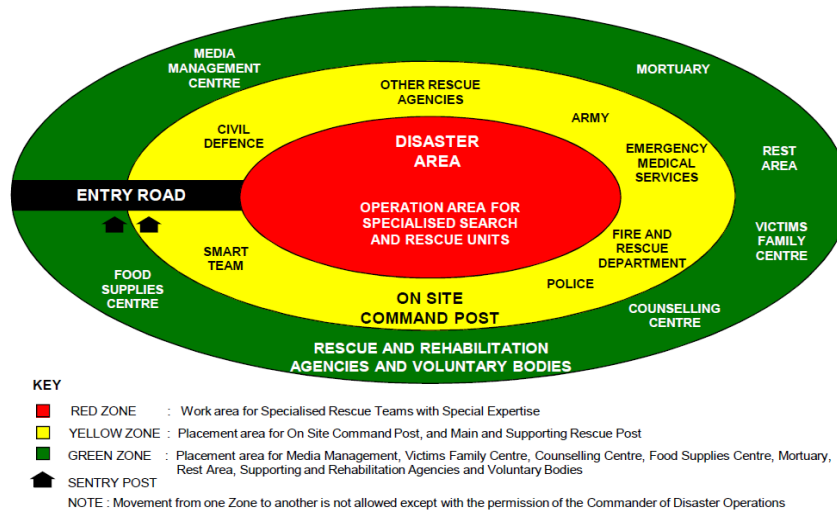 MEDIA
MANAGEMENT
CENTRE
MORTUARY
OTHER RESCUE
AGENCIES
ARMY
CIVIL
DEFENCE
DISASTER
AREA
EMERGENCY
MEDICAL
SERVICES
REST
AREA
ENTRY ROAD
OPERATION AREA FOR
SPECIALISED SEARCH
AND RESCUE UNITS
VICTIMS
FAMILY
CENTRE
FIRE AND
RESCUE
DEPARTMENT
SMART
TEAM
FOOD
SUPPLIES
CENTRE
POLICE
ON SITE
COMMAND POST
COUNSELLING
CENTRE
RESCUE AND REHABILITATION
AGENCIES AND VOLUNTARY BODIES
KEY
RED ZONE : Work area for Specialised Rescue Teams with Special Expertise
YELLOW ZONE : Placement area for On Site Command Post, and Main and Supporting Rescue Post
GREEN ZONE : Placement area for Media Management, Victims Family Centre, Counselling Centre, Food Supplies Centre, Mortuary,
Rest Area, Supporting and Rehabilitation Agencies and Voluntary Bodies
SENTRY POST
NOTE : Movement from one Zone to another is not allowed except with the permission of the Commander of Disaster Operations